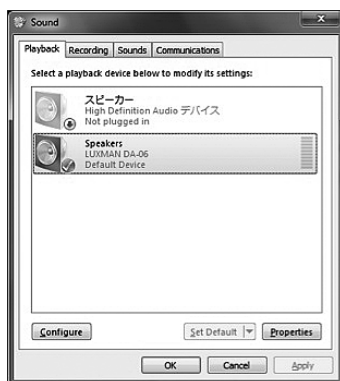 Sound
Playback Recording Sounds Communications
Select a playback device below to modify its settings:
スピーカー
High Definition Audio デバイス
Not plugged in
Speakers
LUXMAN DA-06
Default Device
Configure Set Default Properties
OK Cancel Apply